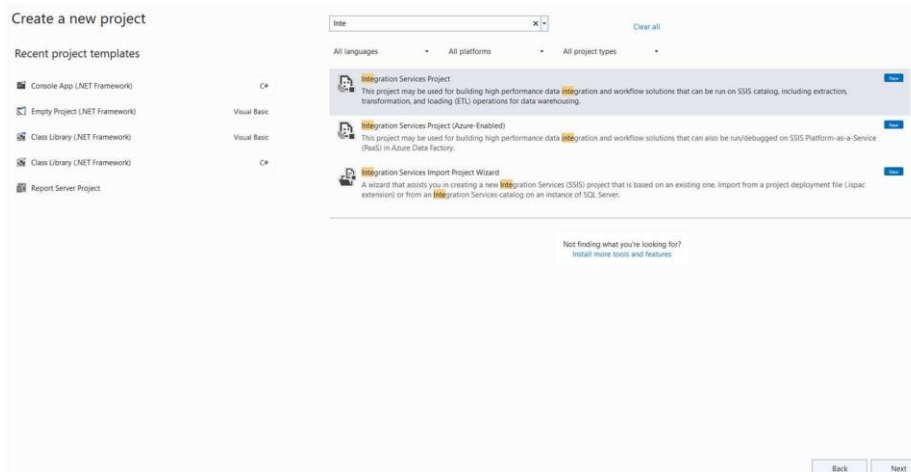 Create a new project
Recent project templates
Console App (.NET Framework) C#
Empty Project (.NET Framework) Visual Basic
Class Library (.NET Framework) Visual Basic
Class Library (.NET Framework) C#
Report Server Project
Inte
Clear all
All languages All platforms All project types
Integration Services Project New
This project may be used for building high performance data integration and workflow solutions that can be run on SSIS catalog, including extraction,
transformation, and loading (ETL) operations for data warehousing.
Integration Services Project (Azure-Enabled) New
This project may be used for building high performance data integration and workflow solutions that can also be run/debugged on SSIS Platform-as-a-Service
(PaaS) in Azure Data Factory.
Integration Services Import Project Wizard New
A wizard that assists you in creating a new Integration Services (SSIS) project that is based on an existing one. Import from a project deployment file (.ispac
extension) or from an Integration Services catalog on an instance of SQL Server.
Not finding what you're looking for?
Install more tools and features
Back Next